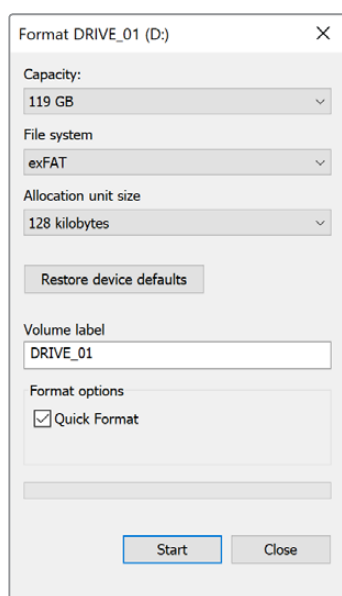 Format DRIVE_01 (D:)
Capacity:
119 GB
File system
exFAT
Allocation unit size
128 kilobytes
Restore device defaults
Volume label
DRIVE_01
Format options
Quick Format
Start Close